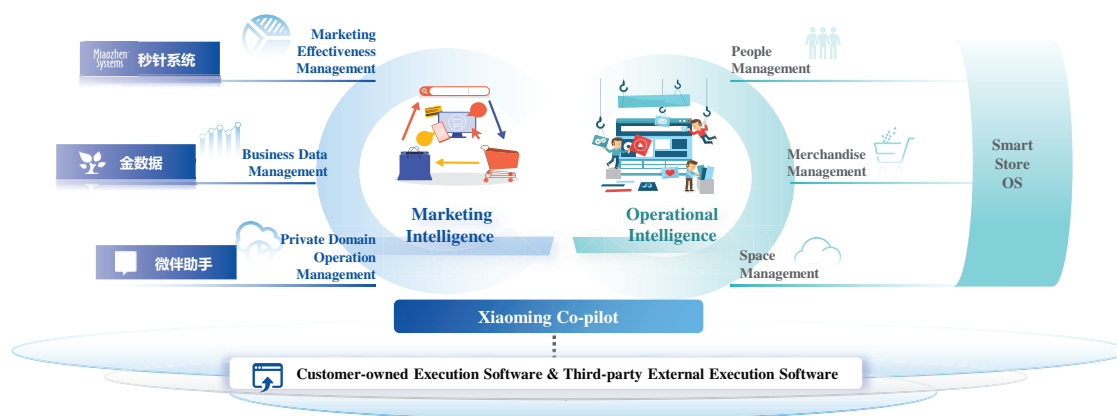 Miaozhen
Systems
秒针系统
Marketing
Effectiveness
Management
金数据
Business Data
Management
微伴助手
Private Domain
Operation
Management
Marketing
Intelligence
Operational
Intelligence
People
Management
Merchandise
Management
Space
Management
Smart
Store
OS
Xiaoming Co-pilot
Customer-owned Execution Software & Third-party External Execution Software